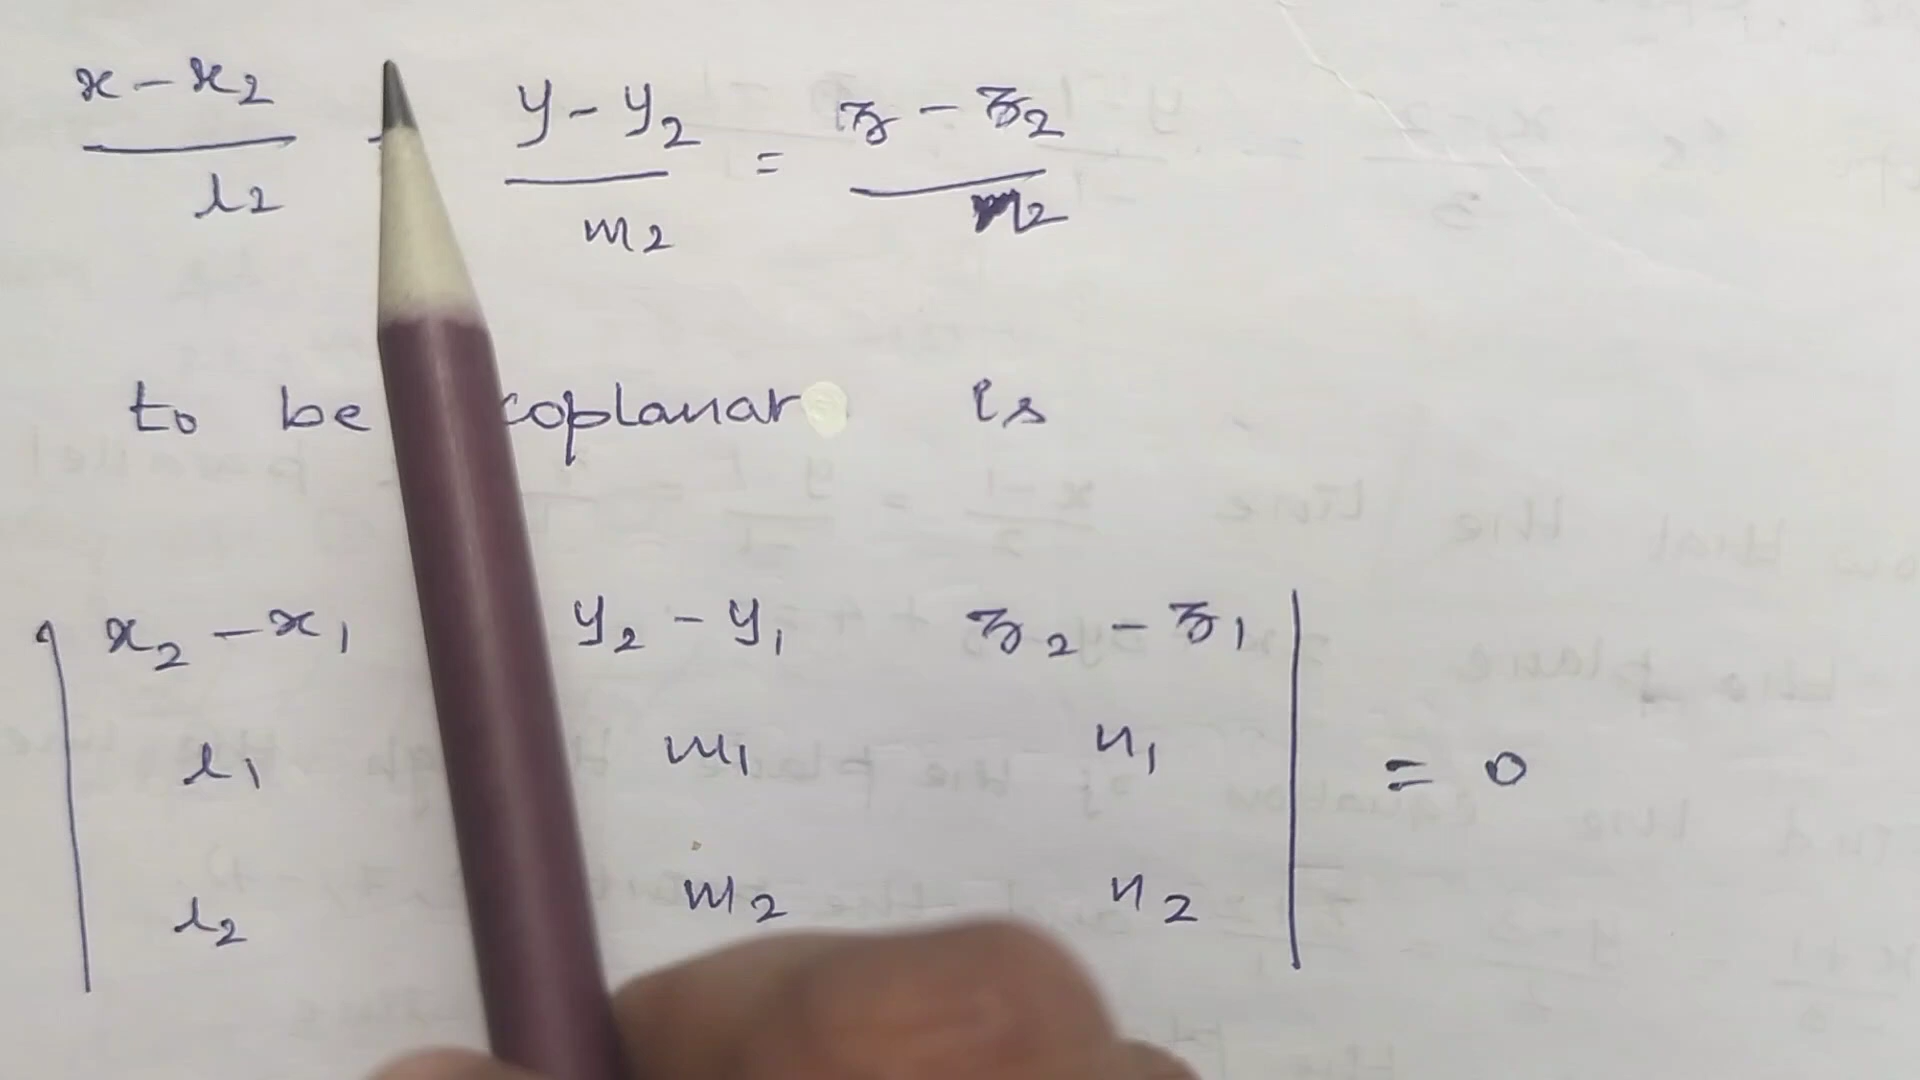 x - x2 / l2 = y - y2 / m2 = z - z2 / n2
to be coplanar is
| x2 - x1 y2 - y1 z2 - z1 |
| l1 m1 n1 | = 0
| l2 m2 n2 |